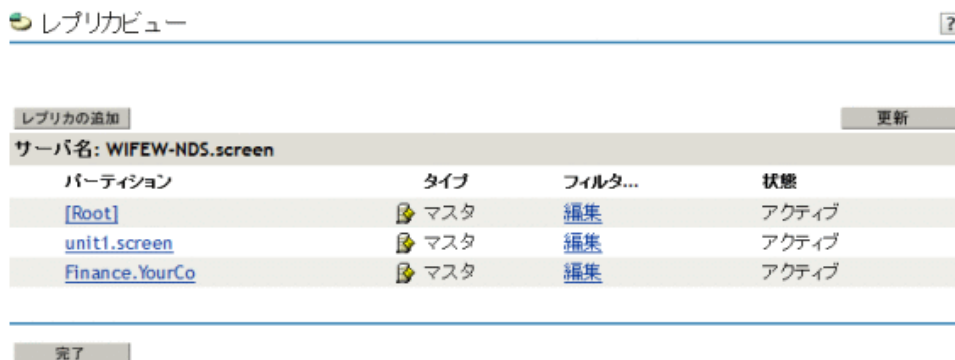 レプリカビュー ?
レプリカの追加 更新
サーバ名: WIFEW-NDS.screen
パーティション タイプ フィルタ... 状態
[Root] マスタ 編集 アクティブ
unit1.screen マスタ 編集 アクティブ
Finance.YourCo マスタ 編集 アクティブ
完了